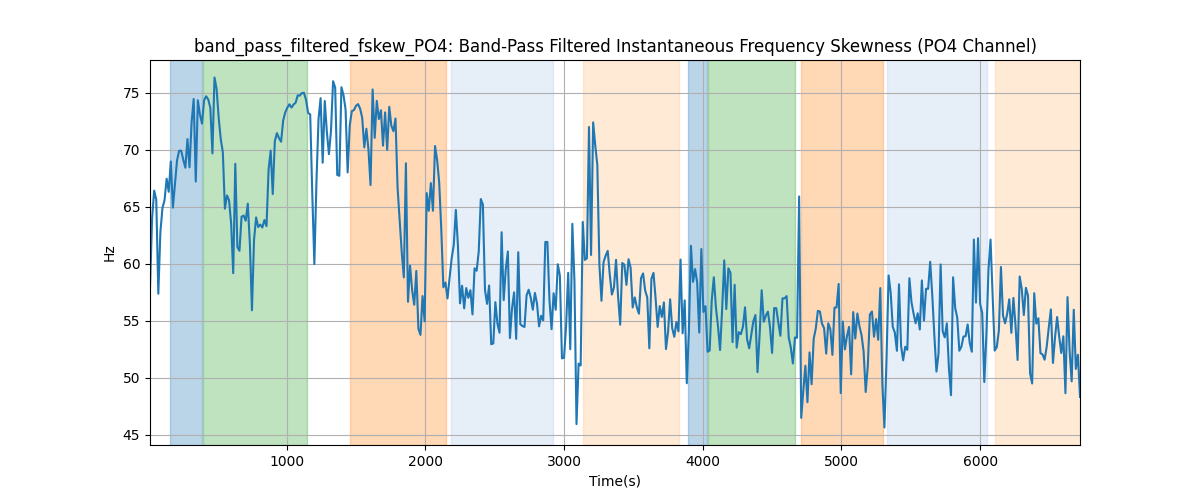 band_pass_filtered_fskew_PO4: Band-Pass Filtered Instantaneous Frequency Skewness (PO4 Channel)
75
70
65
60
55
50
45
Hz
1000 2000 3000 4000 5000 6000
Time(s)